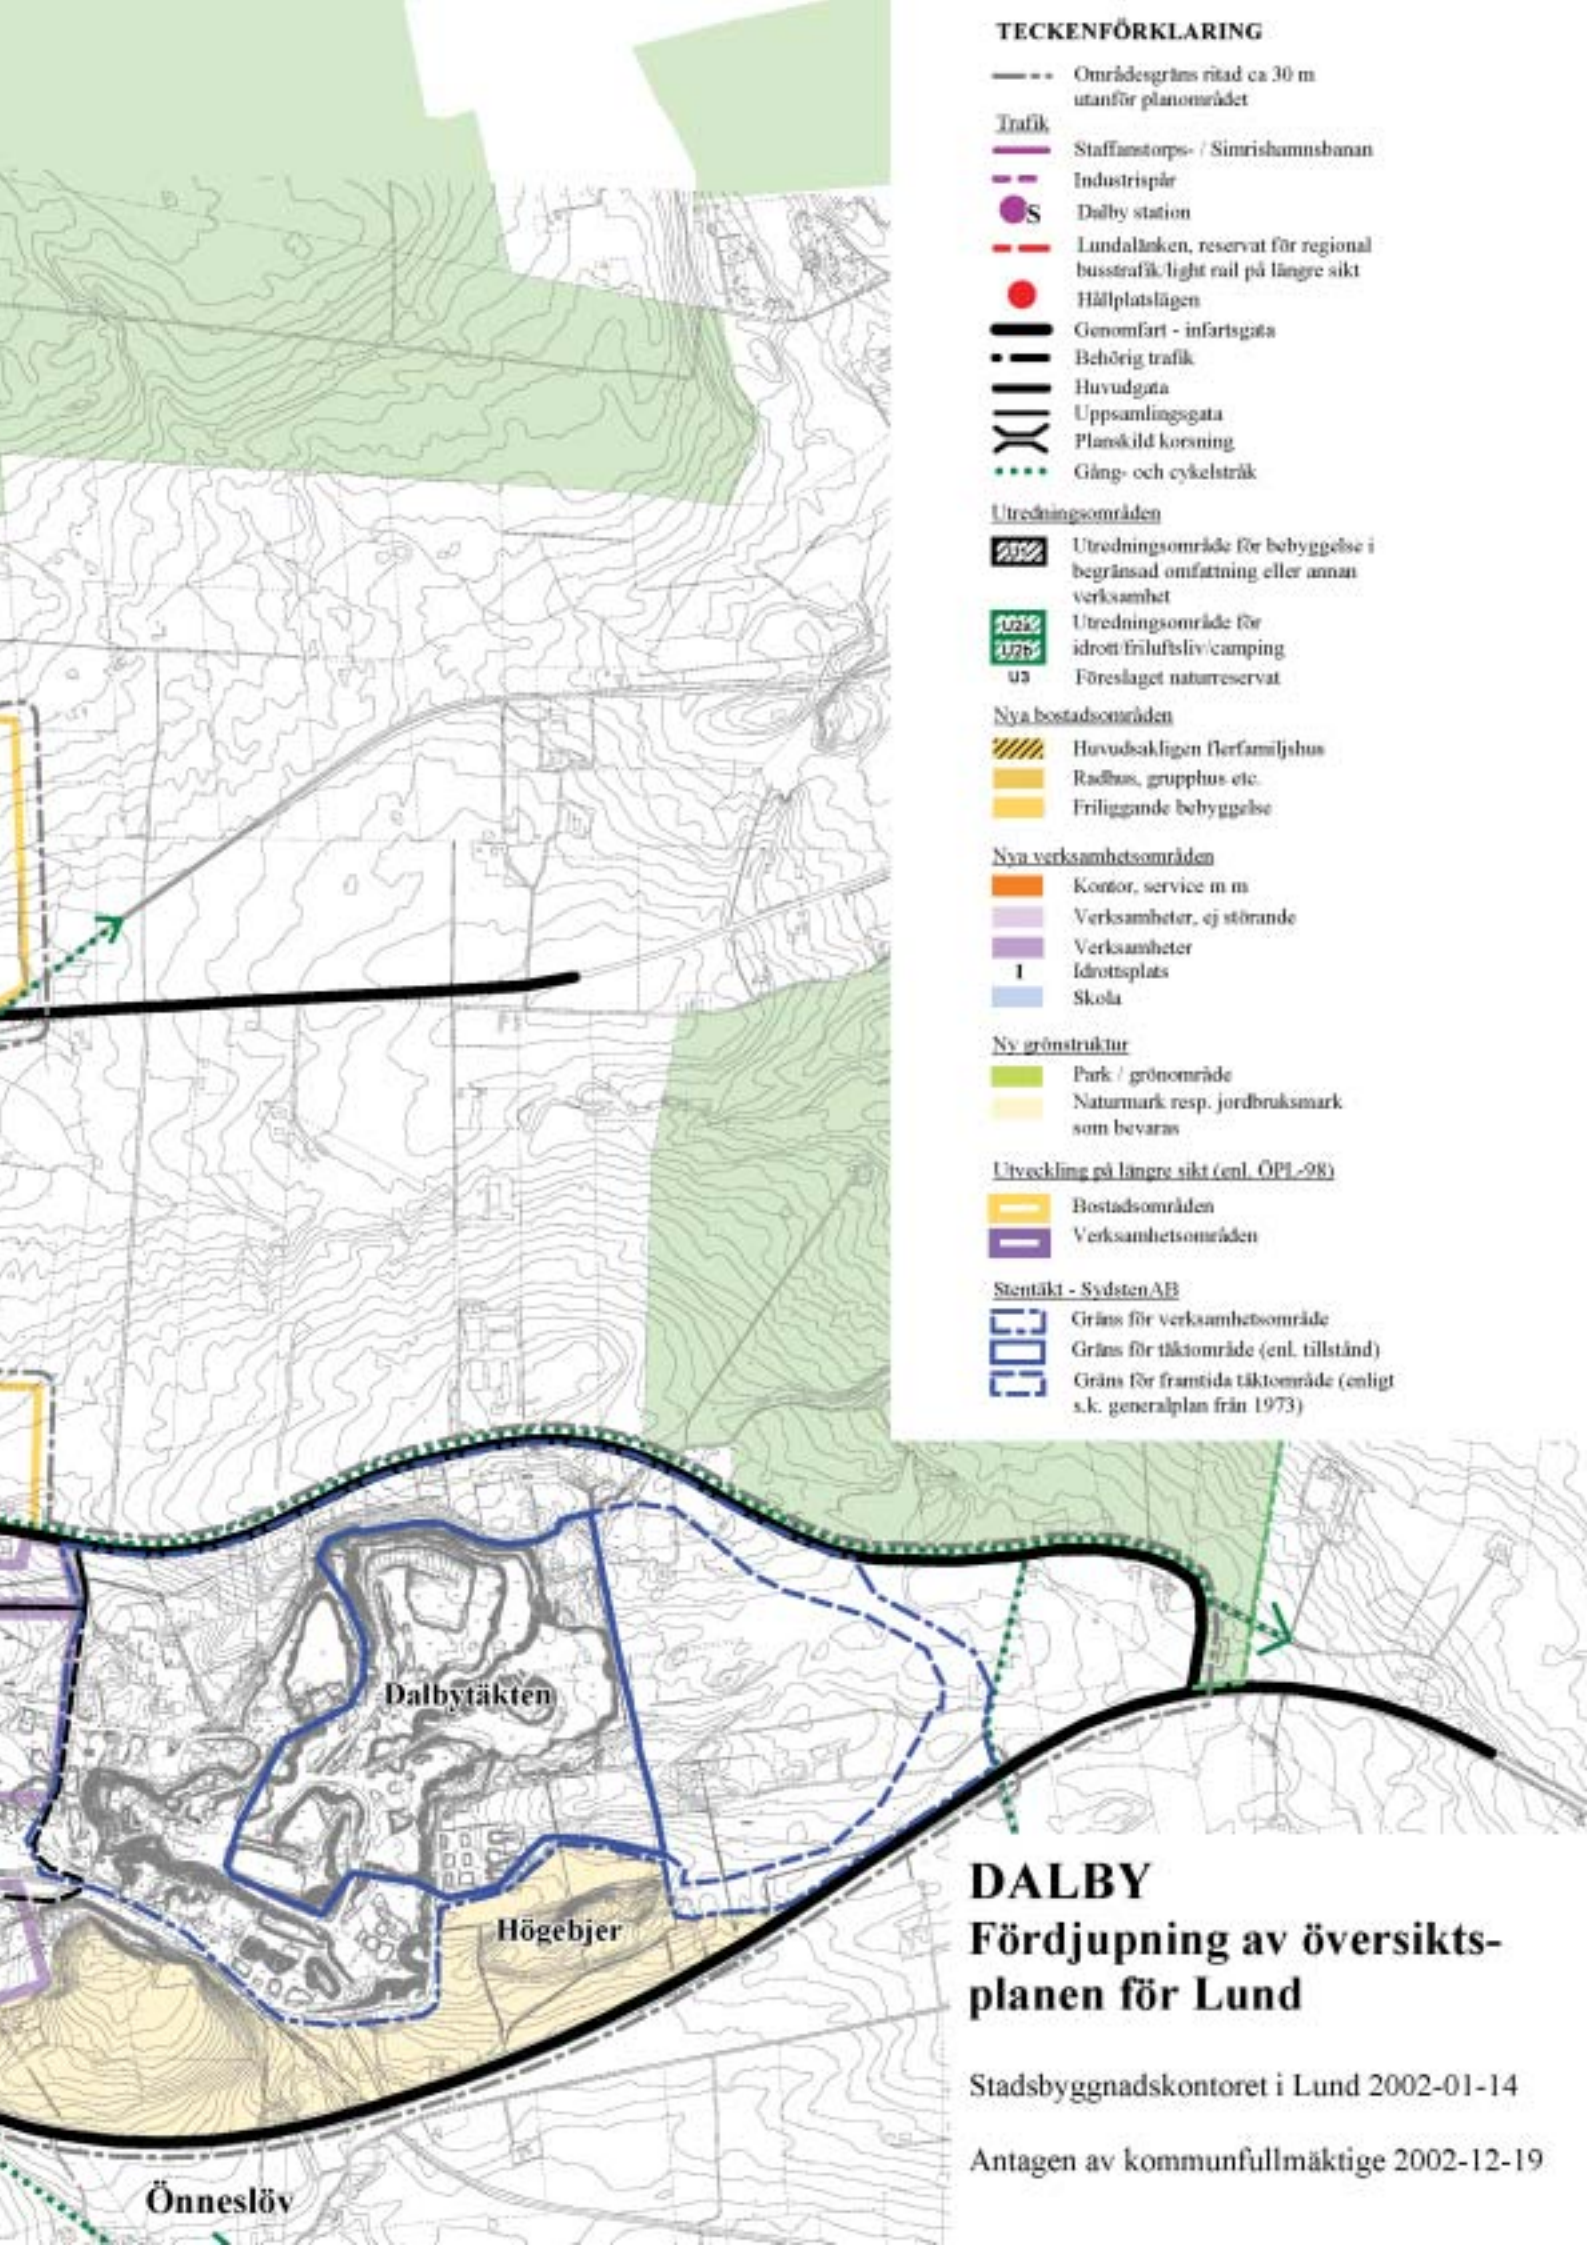 TECKENFÖRKLARING
Områdesgräns ritad ca 30 m
utanför planområdet
Trafik
Staffanstorps- / Simrishamnsbanan
Industrispår
S
Dalby station
Lundalänken, reservat för regional
busstrafik/light rail på längre sikt
Hållplatslägen
Genomfart - infartsgata
Behörig trafik
Huvudgata
Uppsamlingsgata
Planskild korsning
Gång- och cykelstråk
Utredningsområden
U1
Utredningsområde för bebyggelse i
begränsad omfattning eller annan
verksamhet
U2a
Utredningsområde för
U2b
idrott/friluftsliv/camping
U3
Föreslaget naturreservat
Nya bostadsområden
Huvudsakligen flerfamiljshus
Radhus, grupphus etc.
Friliggande bebyggelse
Nya verksamhetsområden
Kontor, service m m
Verksamheter, ej störande
Verksamheter
I
Idrottsplats
Skola
Ny grönstruktur
Park / grönområde
Naturmark resp. jordbruksmark
som bevaras
Utveckling på längre sikt (enl. ÖPL-98)
Bostadsområden
Verksamhetsområden
Stentäkt - Sydsten AB
Gräns för verksamhetsområde
Gräns för täktområde (enl. tillstånd)
Gräns för framtida täktområde (enligt
s.k. generalplan från 1973)
Dalbytäkten
Högebjer
Önneslöv
DALBY
Fördjupning av översikts-
planen för Lund
Stadsbyggnadskontoret i Lund 2002-01-14
Antagen av kommunfullmäktige 2002-12-19